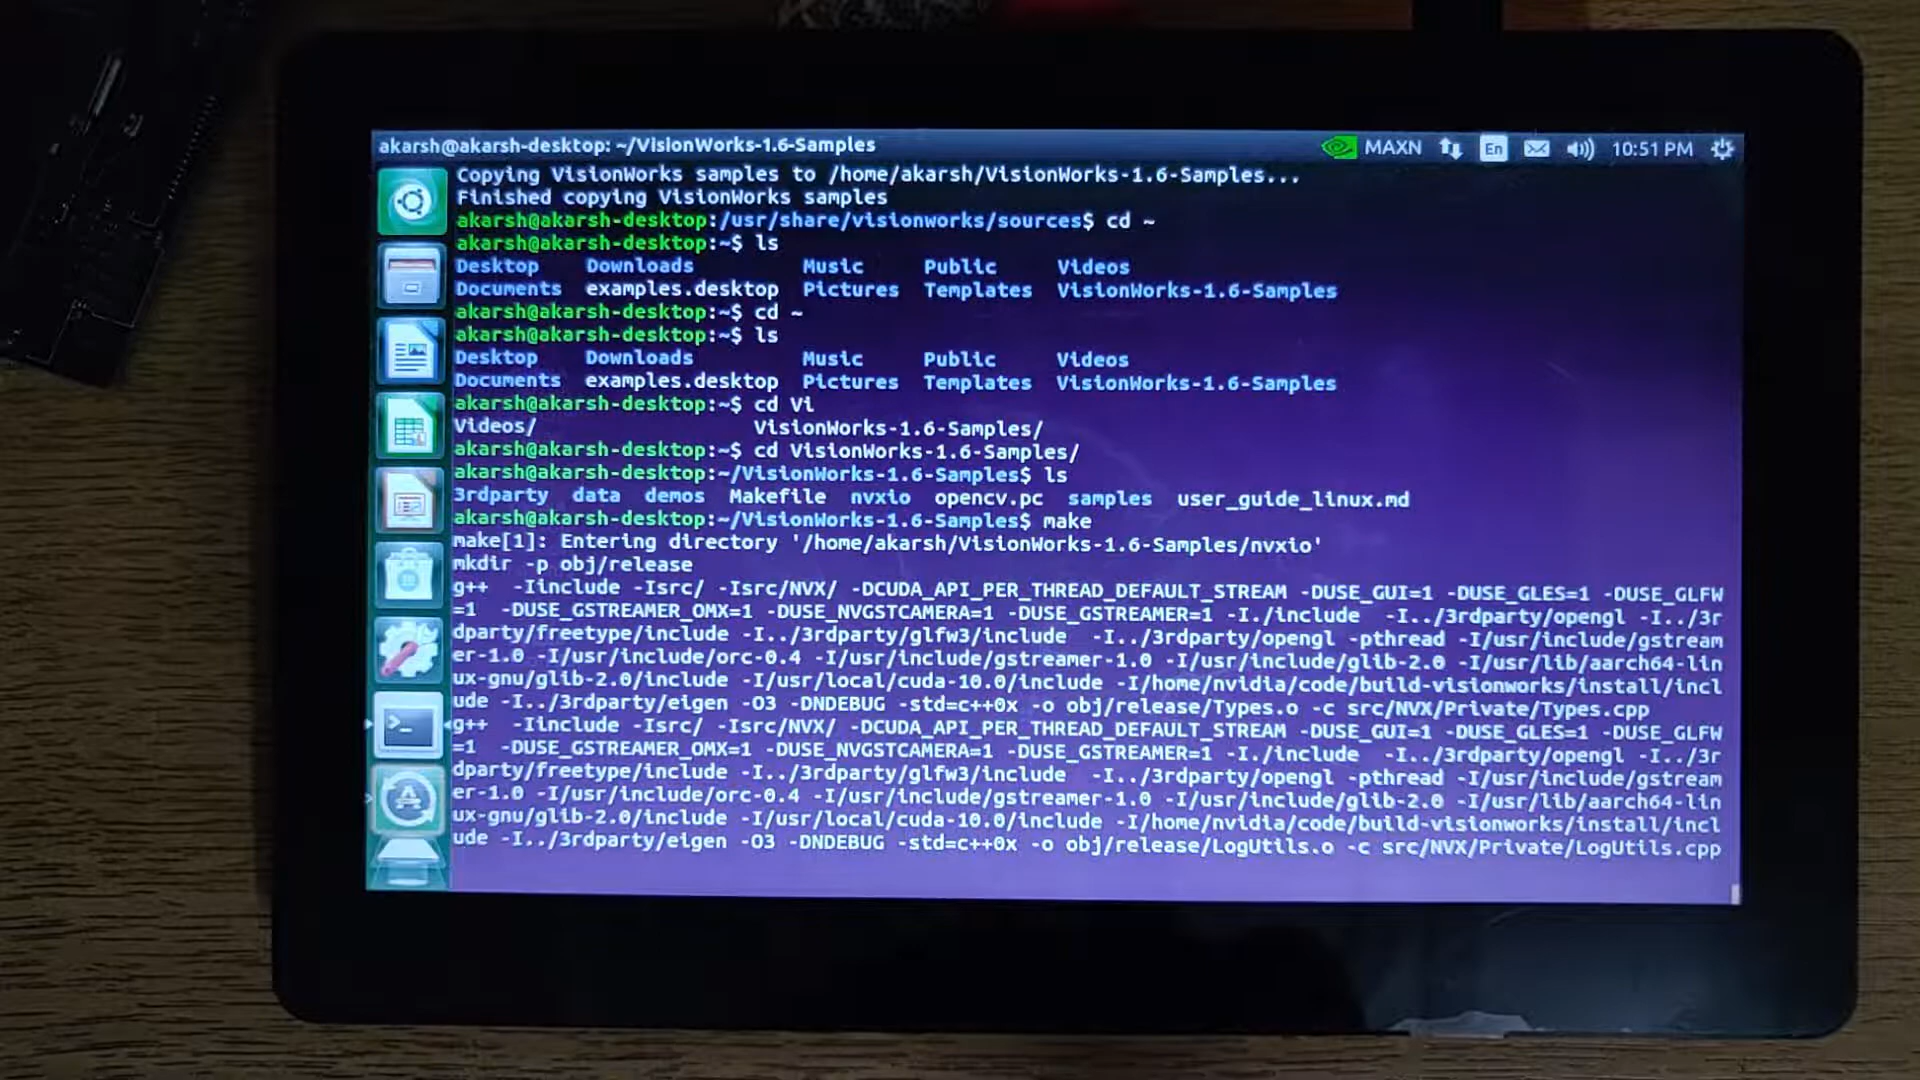 akarsh@akarsh-desktop: ~/VisionWorks-1.6-Samples
MAXN En 10:51 PM
Copying VisionWorks samples to /home/akarsh/VisionWorks-1.6-Samples...
Finished copying VisionWorks samples
akarsh@akarsh-desktop:/usr/share/visionworks/sources$ cd ~
akarsh@akarsh-desktop:~$ ls
Desktop Downloads Music Public Videos
Documents examples.desktop Pictures Templates VisionWorks-1.6-Samples
akarsh@akarsh-desktop:~$ cd ~
akarsh@akarsh-desktop:~$ ls
Desktop Downloads Music Public Videos
Documents examples.desktop Pictures Templates VisionWorks-1.6-Samples
akarsh@akarsh-desktop:~$ cd Vi
Videos/ VisionWorks-1.6-Samples/
akarsh@akarsh-desktop:~$ cd VisionWorks-1.6-Samples/
akarsh@akarsh-desktop:~/VisionWorks-1.6-Samples$ ls
3rdparty data demos Makefile nvxio opencv.pc samples user_guide_linux.md
akarsh@akarsh-desktop:~/VisionWorks-1.6-Samples$ make
make[1]: Entering directory '/home/akarsh/VisionWorks-1.6-Samples/nvxio'
mkdir -p obj/release
g++ -Iinclude -Isrc/ -Isrc/NVX/ -DCUDA_API_PER_THREAD_DEFAULT_STREAM -DUSE_GUI=1 -DUSE_GLES=1 -DUSE_GLFW
=1 -DUSE_GSTREAMER_OMX=1 -DUSE_NVGSTCAMERA=1 -DUSE_GSTREAMER=1 -I./include -I../3rdparty/opengl -I../3r
dparty/freetype/include -I../3rdparty/glfw3/include -I../3rdparty/opengl -pthread -I/usr/include/gstream
er-1.0 -I/usr/include/orc-0.4 -I/usr/include/gstreamer-1.0 -I/usr/include/glib-2.0 -I/usr/lib/aarch64-lin
ux-gnu/glib-2.0/include -I/usr/local/cuda-10.0/include -I/home/nvidia/code/build-visionworks/install/incl
ude -I../3rdparty/eigen -O3 -DNDEBUG -std=c++0x -o obj/release/Types.o -c src/NVX/Private/Types.cpp
g++ -Iinclude -Isrc/ -Isrc/NVX/ -DCUDA_API_PER_THREAD_DEFAULT_STREAM -DUSE_GUI=1 -DUSE_GLES=1 -DUSE_GLFW
=1 -DUSE_GSTREAMER_OMX=1 -DUSE_NVGSTCAMERA=1 -DUSE_GSTREAMER=1 -I./include -I../3rdparty/opengl -I../3r
dparty/freetype/include -I../3rdparty/glfw3/include -I../3rdparty/opengl -pthread -I/usr/include/gstream
er-1.0 -I/usr/include/orc-0.4 -I/usr/include/gstreamer-1.0 -I/usr/include/glib-2.0 -I/usr/lib/aarch64-lin
ux-gnu/glib-2.0/include -I/usr/local/cuda-10.0/include -I/home/nvidia/code/build-visionworks/install/incl
ude -I../3rdparty/eigen -O3 -DNDEBUG -std=c++0x -o obj/release/LogUtils.o -c src/NVX/Private/LogUtils.cpp